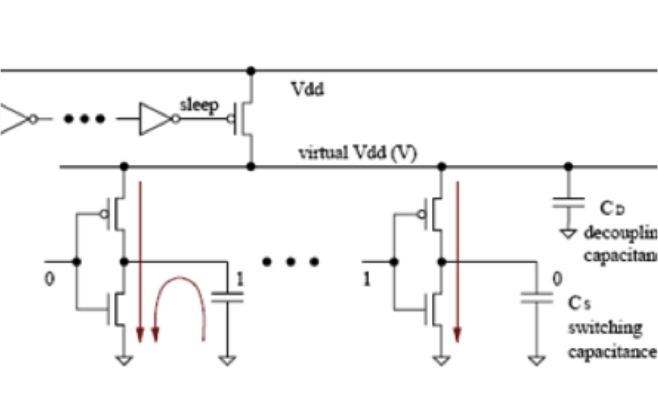 Vdd
sleep
virtual Vdd (V)
CD
decouplin
capacitan
0
1
1
0
Cs
switching
capacitance